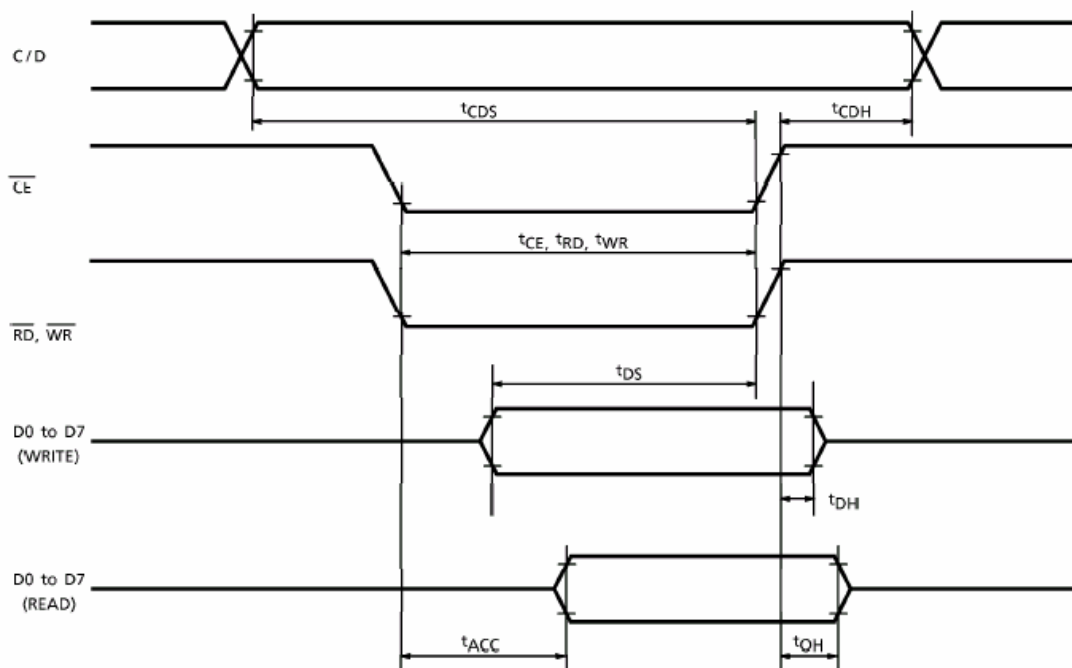 C/D
tCDS
tCDH
CE
tCE, tRD, tWR
RD, WR
tDS
D0 to D7
(WRITE)
tDH
D0 to D7
(READ)
tACC
tOH